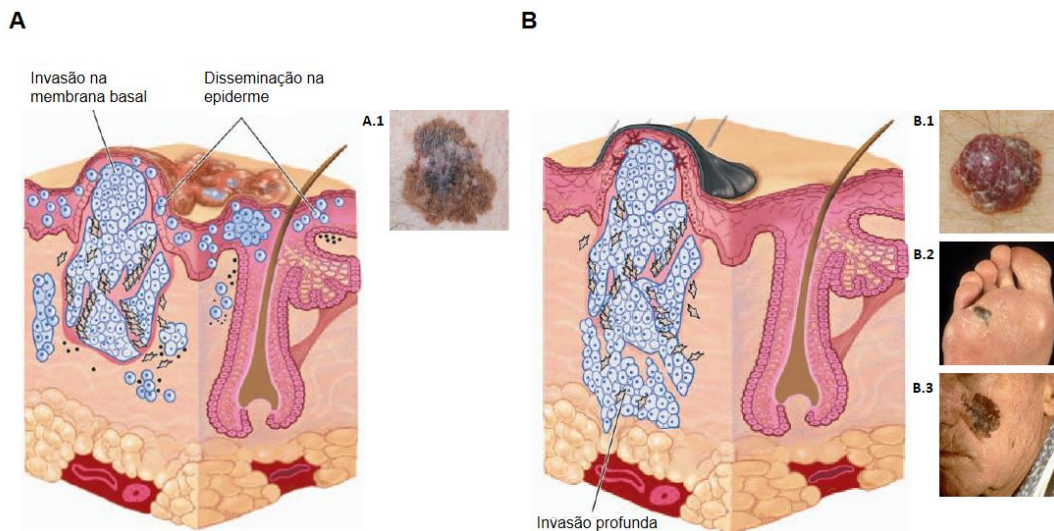 A
B
Invasão na
membrana basal
Disseminação na
epiderme
A.1
B.1
B.2
B.3
Invasão profunda